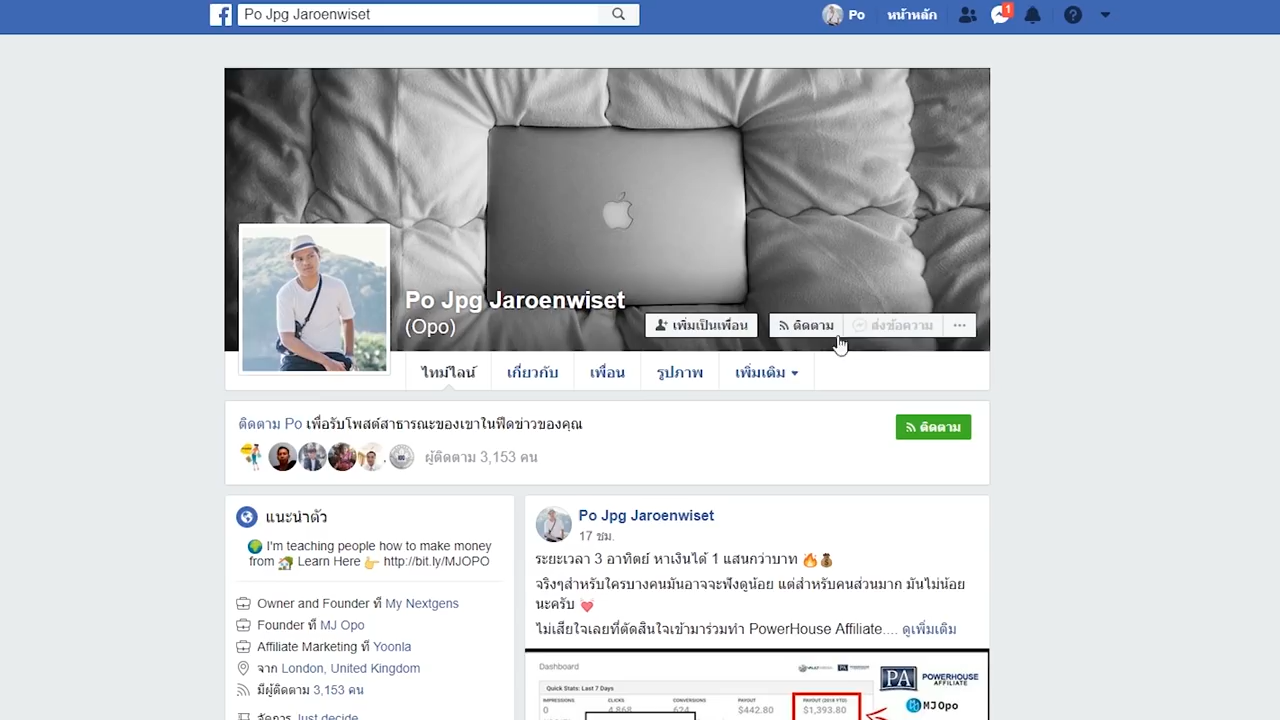 Po Jpg Jaroenwiset
Po
หน้าหลัก
1
Po Jpg Jaroenwiset
(Opo)
เพิ่มเป็นเพื่อน
ติดตาม
ส่งข้อความ
ไทม์ไลน์
เกี่ยวกับ
เพื่อน
รูปภาพ
เพิ่มเติม
ติดตาม Po เพื่อรับโพสต์สาธารณะของเขาในฟีดข่าวของคุณ
ติดตาม
ผู้ติดตาม 3,153 คน
แนะนำตัว
🌍 I'm teaching people how to make money
from 🏡 Learn Here 👉 http://bit.ly/MJOPO
Owner and Founder ที่ My Nextgens
Founder ที่ MJ Opo
Affiliate Marketing ที่ Yoonla
จาก London, United Kingdom
มีผู้ติดตาม 3,153 คน
จัดการ Just decide
Po Jpg Jaroenwiset
17 ชม.
ระยะเวลา 3 อาทิตย์ หาเงินได้ 1 แสนกว่าบาท 🔥💰
จริงๆสำหรับใครบางคนมันอาจจะฟังดูน้อย แต่สำหรับคนส่วนมาก มันไม่น้อย
นะครับ 💓
ไม่เสียใจเลยที่ตัดสินใจเข้ามาร่วมทำ PowerHouse Affiliate.... ดูเพิ่มเติม
Dashboard
Quick Stats: Last 7 Days
IMPRESSIONS
CLICKS
CONVERSIONS
PAYOUT
PAYOUT (2018 YTD)
0
4,868
624
$442.80
$1,393.80
PA
POWERHOUSE
AFFILIATE
MJ Opo